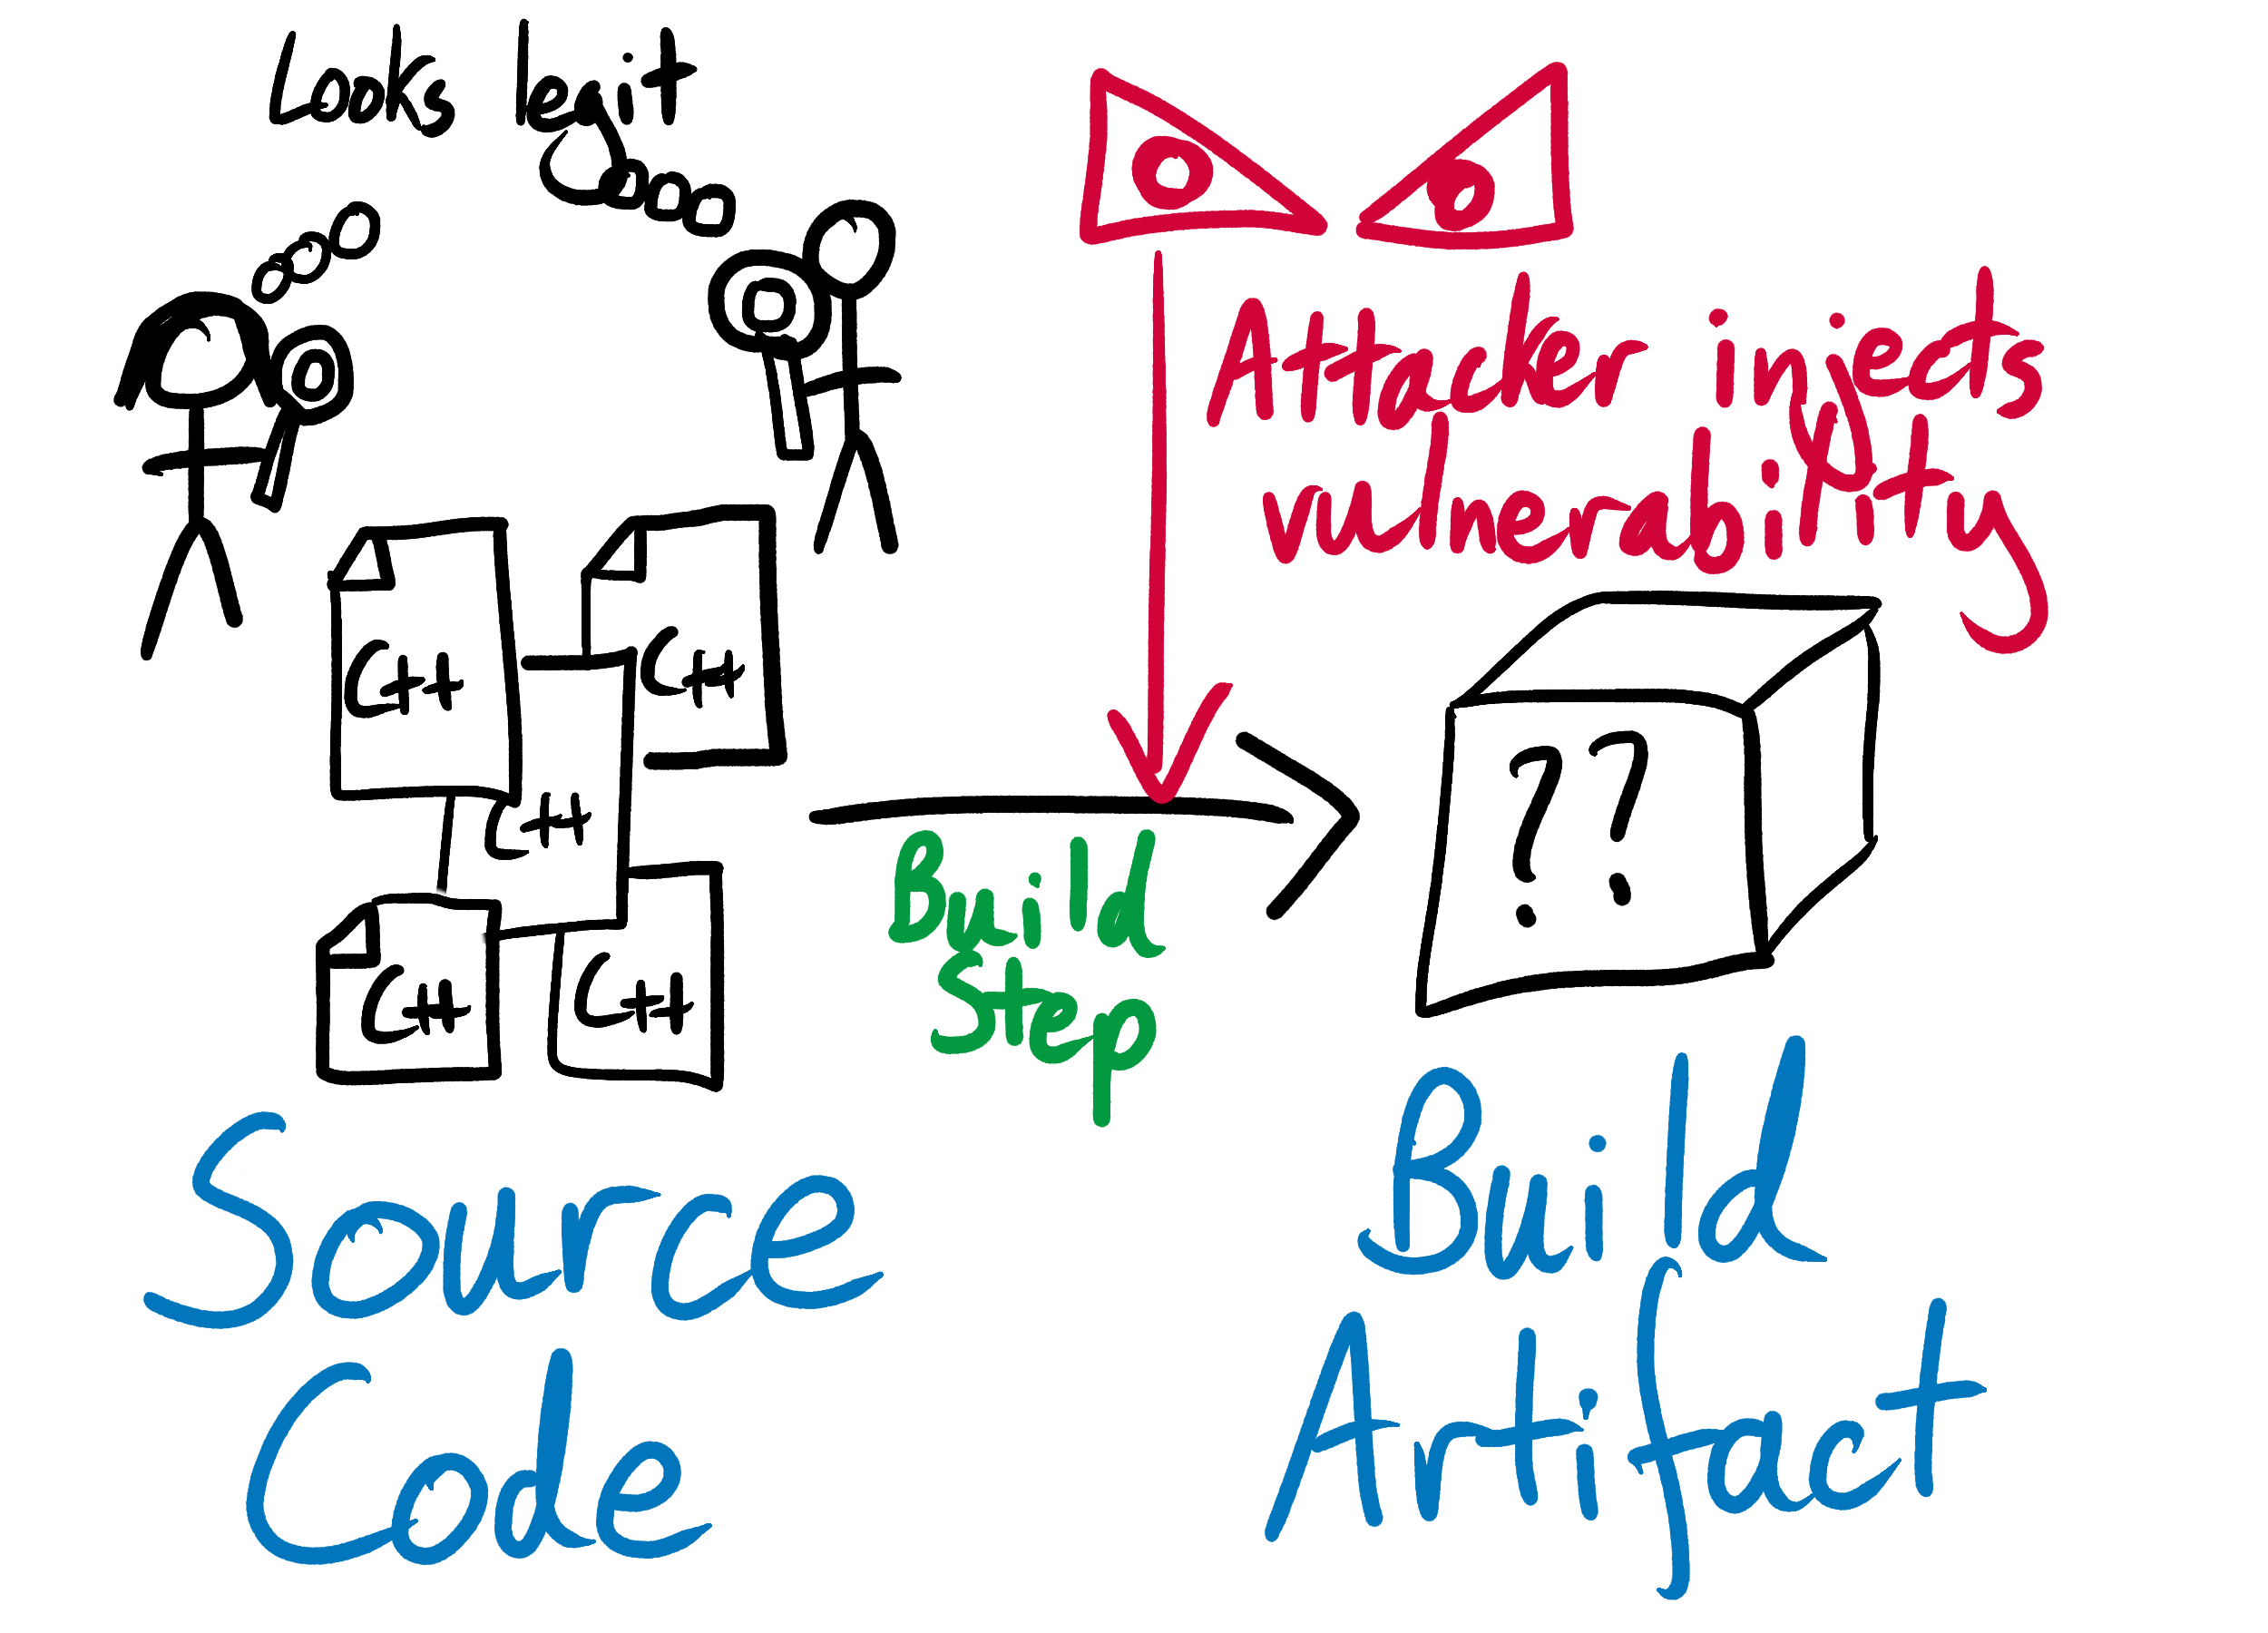 Looks legit
Attacker injects
vulnerability
C++
C++
C++
C++
C++
??
Build
Step
Source
Code
Build
Artifact